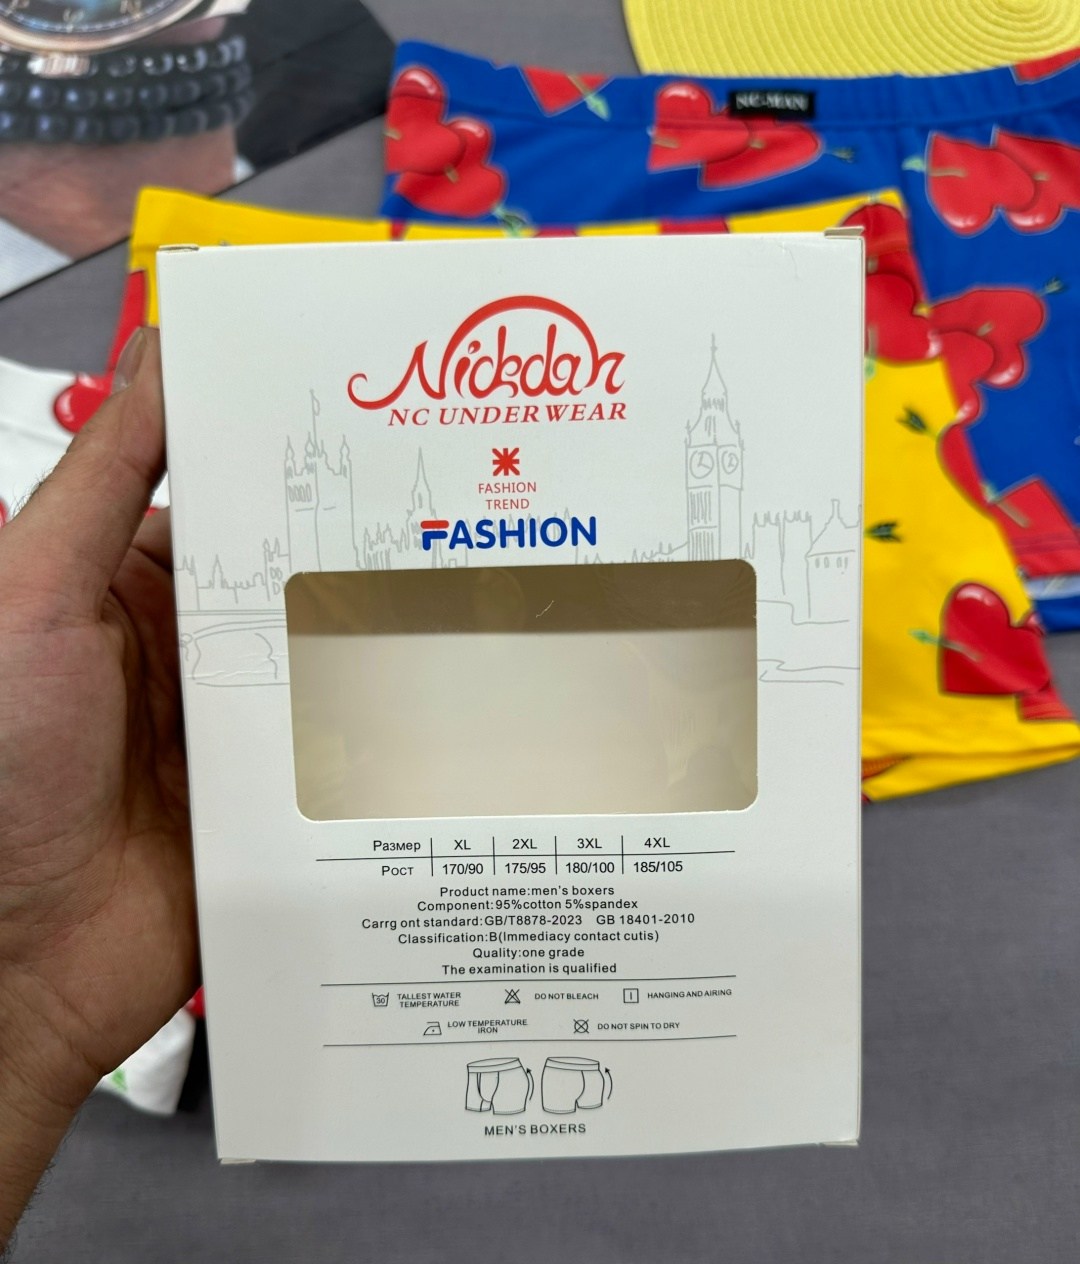 NC-MAN
Nickdan
NC UNDERWEAR
FASHION
TREND
FASHION
Размер XL 2XL 3XL 4XL
Рост 170/90 175/95 180/100 185/105
Product name:men's boxers
Component:95%cotton 5%spandex
Carrg ont standard:GB/T8878-2023 GB 18401-2010
Classification:B(Immediacy contact cutis)
Quality:one grade
The examination is qualified
30 TALLEST WATER TEMPERATURE DO NOT BLEACH HANGING AND AIRING
LOW TEMPERATURE IRON DO NOT SPIN TO DRY
MEN'S BOXERS